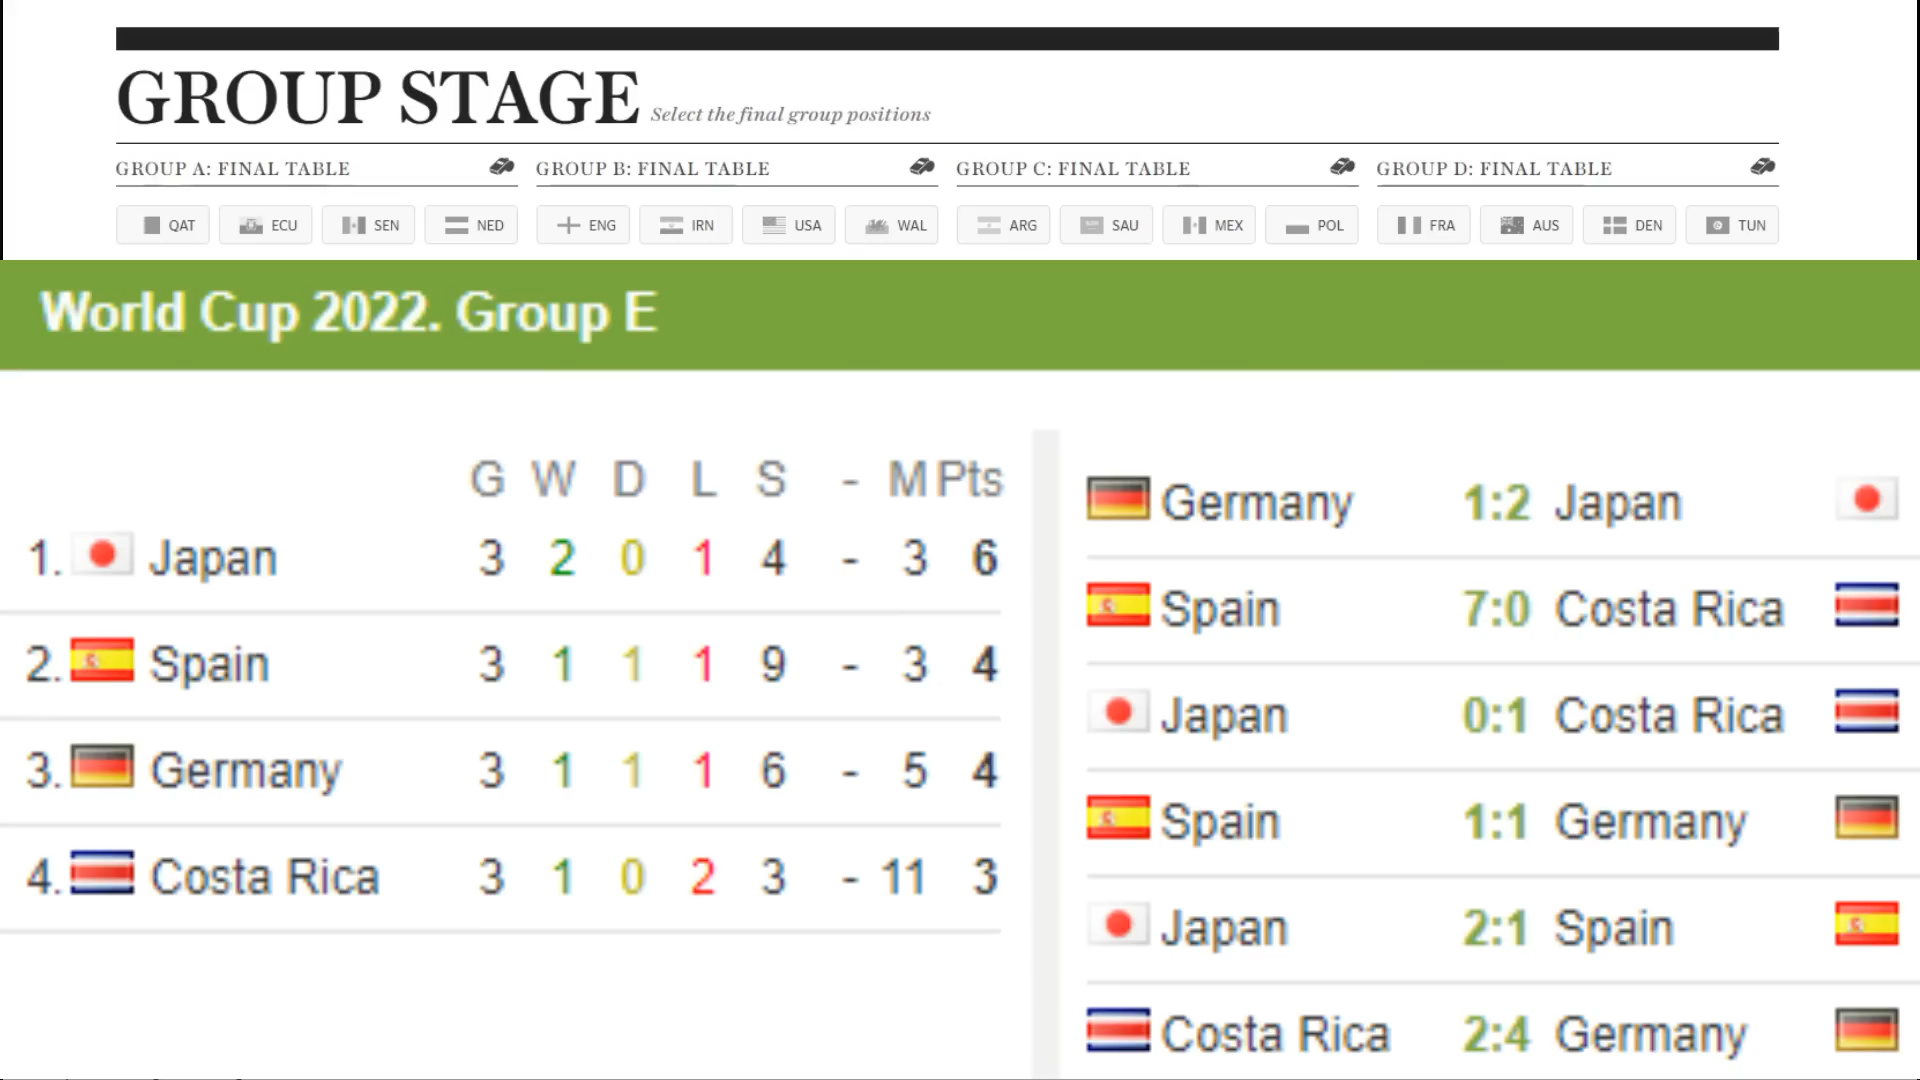 GROUP STAGE Select the final group positions
GROUP A: FINAL TABLE GROUP B: FINAL TABLE GROUP C: FINAL TABLE GROUP D: FINAL TABLE
QAT ECU SEN NED ENG IRN USA WAL ARG SAU MEX POL FRA AUS DEN TUN
World Cup 2022. Group E
G W D L S - M Pts
1. Japan 3 2 0 1 4 - 3 6
2. Spain 3 1 1 1 9 - 3 4
3. Germany 3 1 1 1 6 - 5 4
4. Costa Rica 3 1 0 2 3 - 11 3
Germany 1:2 Japan
Spain 7:0 Costa Rica
Japan 0:1 Costa Rica
Spain 1:1 Germany
Japan 2:1 Spain
Costa Rica 2:4 Germany